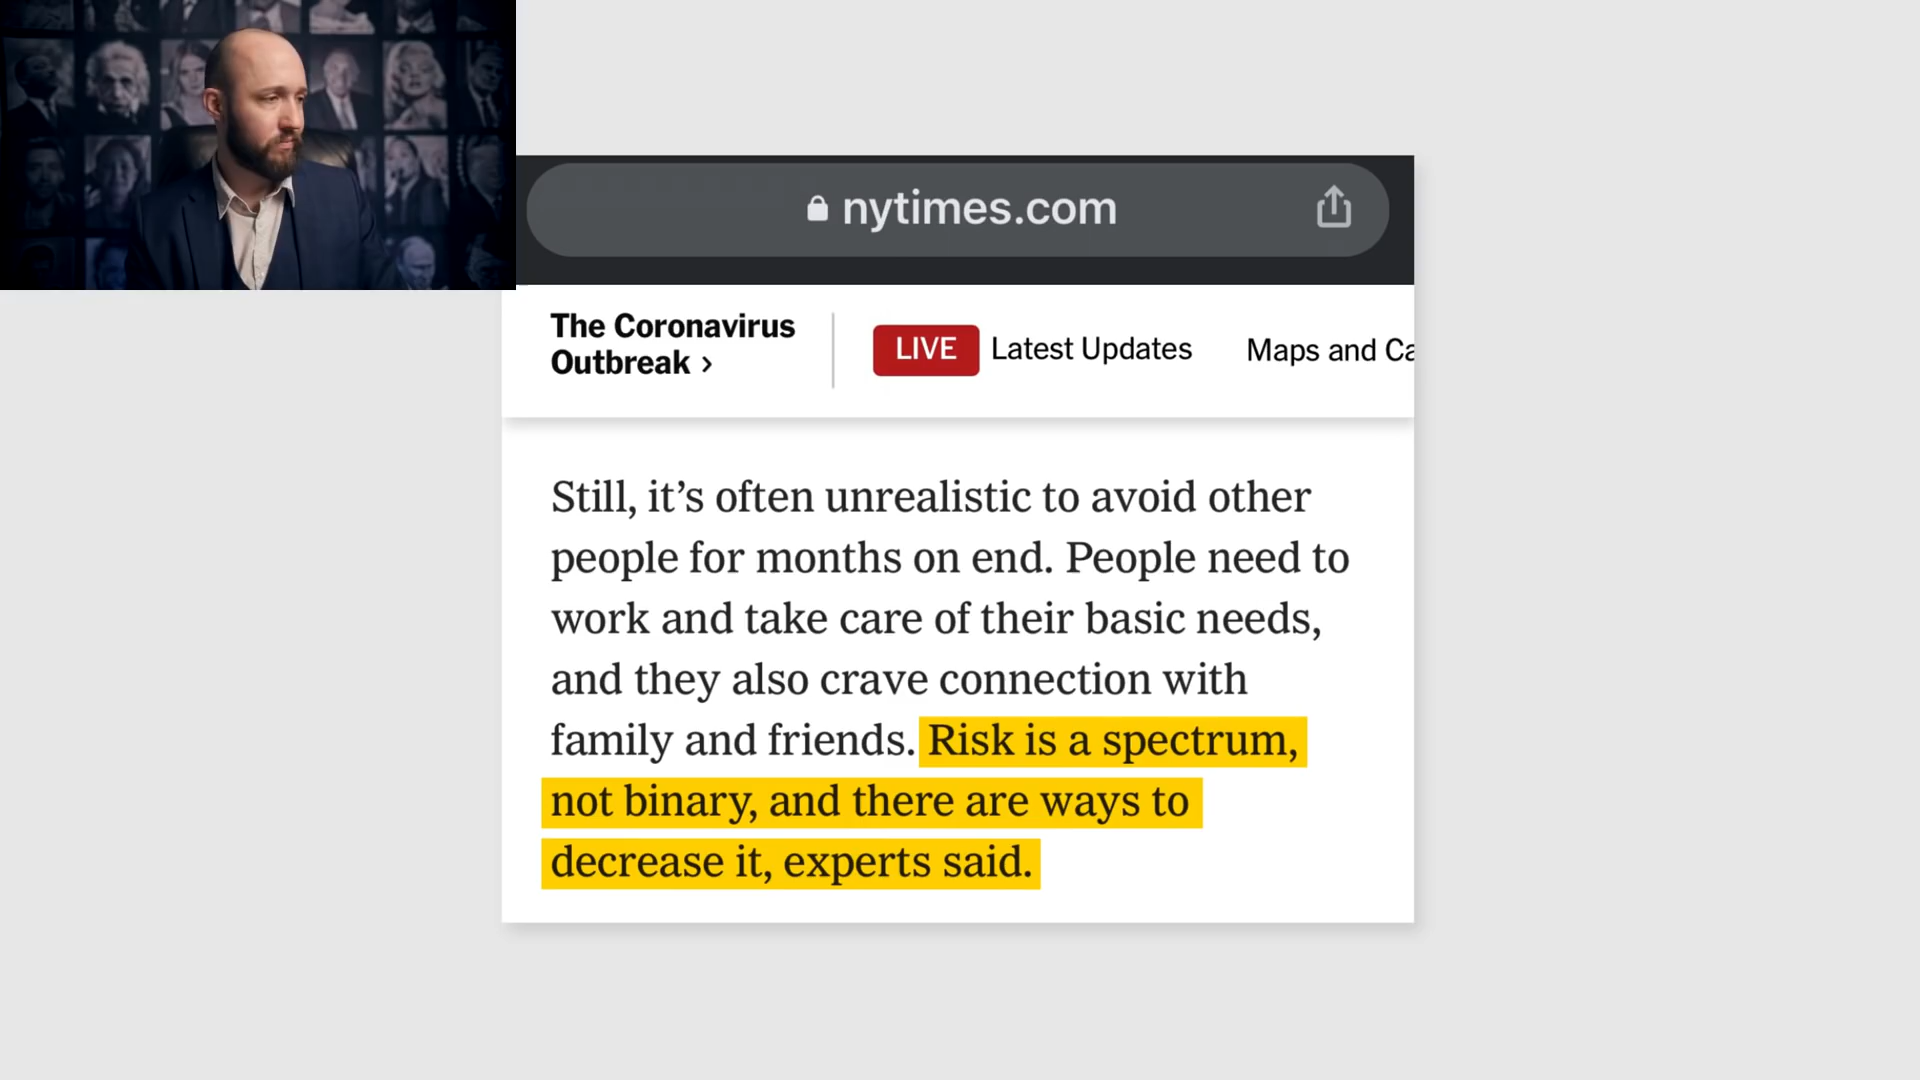 nytimes.com
The Coronavirus
Outbreak ›
LIVE Latest Updates Maps and Ca
Still, it’s often unrealistic to avoid other
people for months on end. People need to
work and take care of their basic needs,
and they also crave connection with
family and friends. Risk is a spectrum,
not binary, and there are ways to
decrease it, experts said.